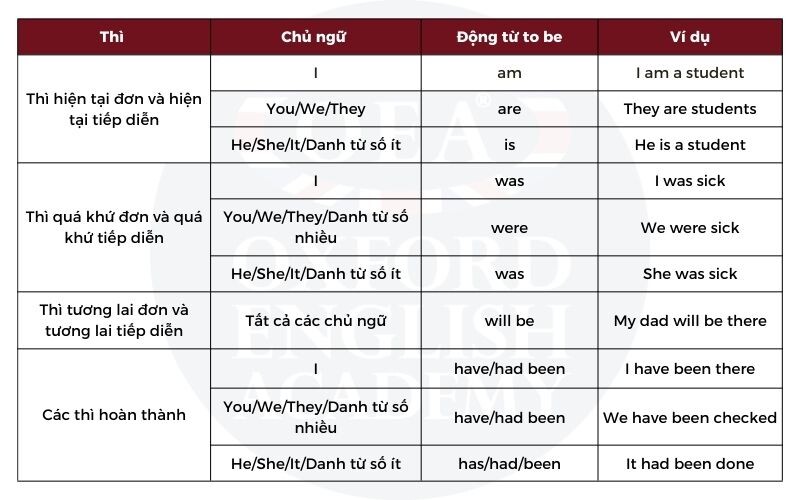 Thì Chủ ngữ Động từ to be Ví dụ
Thì hiện tại đơn và hiện
tại tiếp diễn
I am I am a student
You/We/They are They are students
He/She/It/Danh từ số ít is He is a student
Thì quá khứ đơn và quá
khứ tiếp diễn
I was I was sick
You/We/They/Danh từ số
nhiều
were We were sick
He/She/It/Danh từ số ít was She was sick
Thì tương lai đơn và
tương lai tiếp diễn
Tất cả các chủ ngữ will be My dad will be there
Các thì hoàn thành
I have/had been I have been there
You/We/They/Danh từ số
nhiều
have/had been We have been checked
He/She/It/Danh từ số ít has/had/been It had been done
OEA®
OXFORD
ENGLISH
ACADEMY